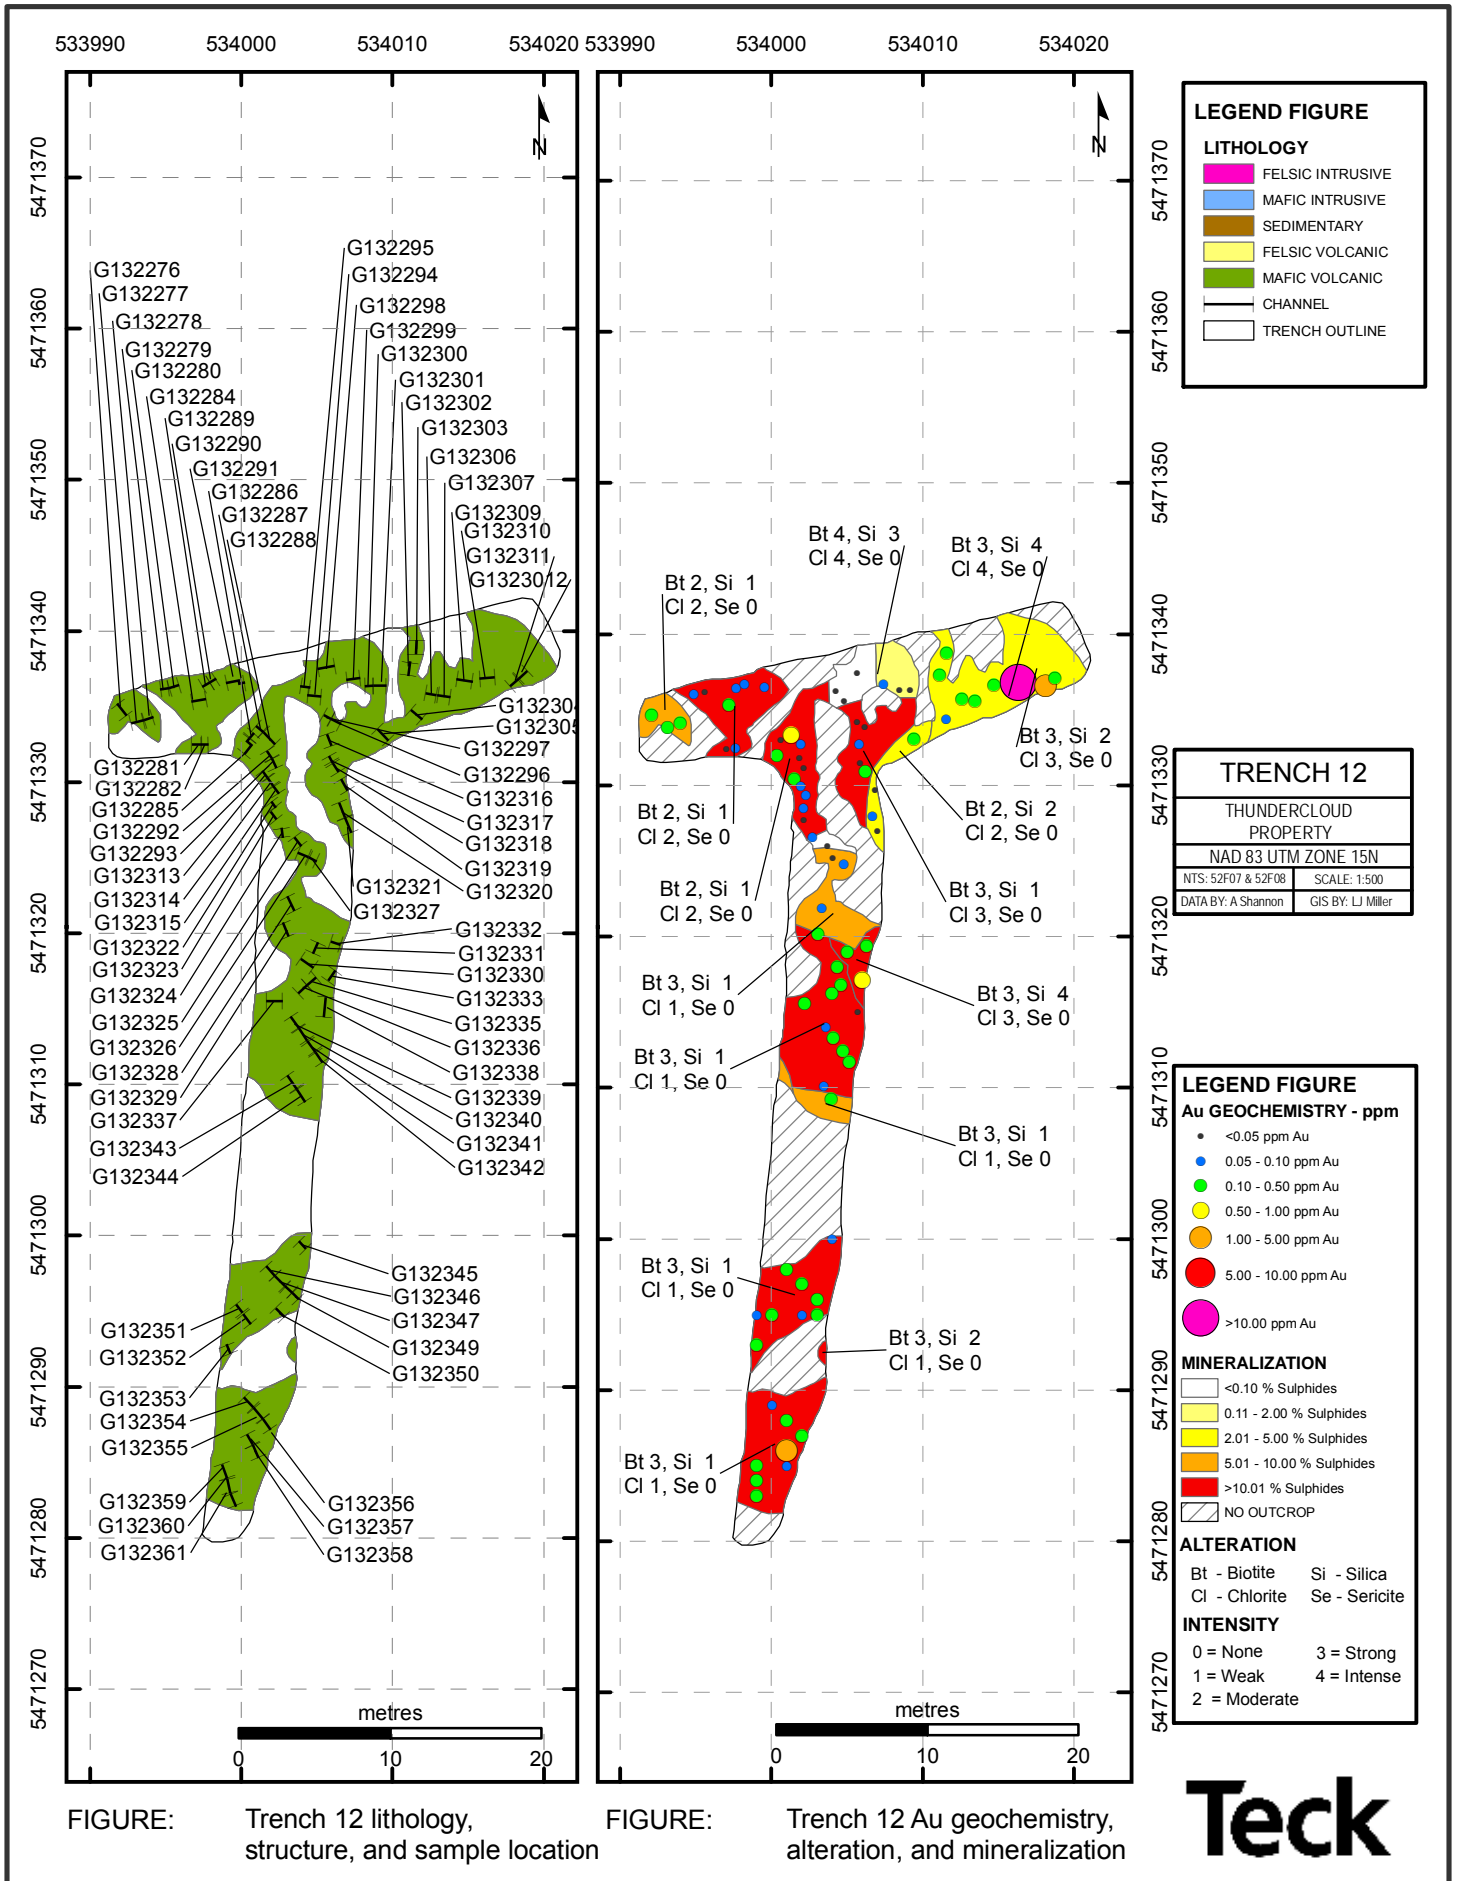 533990 534000 534010 534020 533990 534000 534010 534020
5471370
5471360
5471350
5471340
5471330
5471320
5471310
5471300
5471290
5471280
5471270
N
G132276
G132277
G132278
G132279
G132280
G132284
G132289
G132290
G132291
G132286
G132287
G132288
G132295
G132294
G132298
G132299
G132300
G132301
G132302
G132303
G132306
G132307
G132309
G132310
G132311
G1323012
G132281
G132282
G132285
G132292
G132293
G132313
G132314
G132315
G132322
G132323
G132324
G132325
G132326
G132328
G132329
G132337
G132343
G132344
G132304
G132305
G132297
G132296
G132316
G132317
G132318
G132319
G132320
G132321
G132327
G132332
G132331
G132330
G132333
G132335
G132336
G132338
G132339
G132340
G132341
G132342
G132345
G132346
G132347
G132349
G132350
G132351
G132352
G132353
G132354
G132355
G132359
G132360
G132361
G132356
G132357
G132358
metres
0 10 20
FIGURE: Trench 12 lithology,
structure, and sample location
N
Bt 4, Si 3
Cl 4, Se 0
Bt 3, Si 4
Cl 4, Se 0
Bt 2, Si 1
Cl 2, Se 0
Bt 3, Si 2
Cl 3, Se 0
Bt 2, Si 1
Cl 2, Se 0
Bt 2, Si 2
Cl 2, Se 0
Bt 2, Si 1
Cl 2, Se 0
Bt 3, Si 1
Cl 3, Se 0
Bt 3, Si 1
Cl 1, Se 0
Bt 3, Si 4
Cl 3, Se 0
Bt 3, Si 1
Cl 1, Se 0
Bt 3, Si 1
Cl 1, Se 0
Bt 3, Si 1
Cl 1, Se 0
Bt 3, Si 2
Cl 1, Se 0
Bt 3, Si 1
Cl 1, Se 0
metres
0 10 20
FIGURE: Trench 12 Au geochemistry,
alteration, and mineralization
5471370
5471360
5471350
5471340
5471330
5471320
5471310
5471300
5471290
5471280
5471270
LEGEND FIGURE
LITHOLOGY
FELSIC INTRUSIVE
MAFIC INTRUSIVE
SEDIMENTARY
FELSIC VOLCANIC
MAFIC VOLCANIC
CHANNEL
TRENCH OUTLINE
TRENCH 12
THUNDERCLOUD
PROPERTY
NAD 83 UTM ZONE 15N
NTS: 52F07 & 52F08 SCALE: 1:500
DATA BY: A Shannon GIS BY: LJ Miller
LEGEND FIGURE
Au GEOCHEMISTRY - ppm
<0.05 ppm Au
0.05 - 0.10 ppm Au
0.10 - 0.50 ppm Au
0.50 - 1.00 ppm Au
1.00 - 5.00 ppm Au
5.00 - 10.00 ppm Au
>10.00 ppm Au
MINERALIZATION
<0.10 % Sulphides
0.11 - 2.00 % Sulphides
2.01 - 5.00 % Sulphides
5.01 - 10.00 % Sulphides
>10.01 % Sulphides
NO OUTCROP
ALTERATION
Bt - Biotite Si - Silica
Cl - Chlorite Se - Sericite
INTENSITY
0 = None 3 = Strong
1 = Weak 4 = Intense
2 = Moderate
Teck